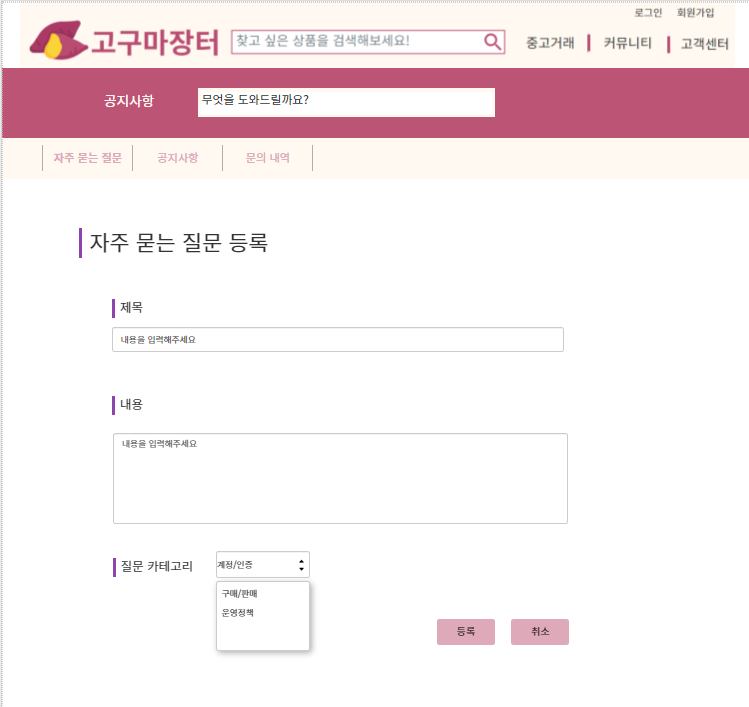 로그인 회원가입
고구마장터 찾고 싶은 상품을 검색해보세요! 중고거래 커뮤니티 고객센터
공지사항 무엇을 도와드릴까요?
자주 묻는 질문 공지사항 문의 내역
자주 묻는 질문 등록
제목
내용을 입력해주세요
내용
내용을 입력해주세요
질문 카테고리 계정/인증
구매/판매
운영정책
등록 취소